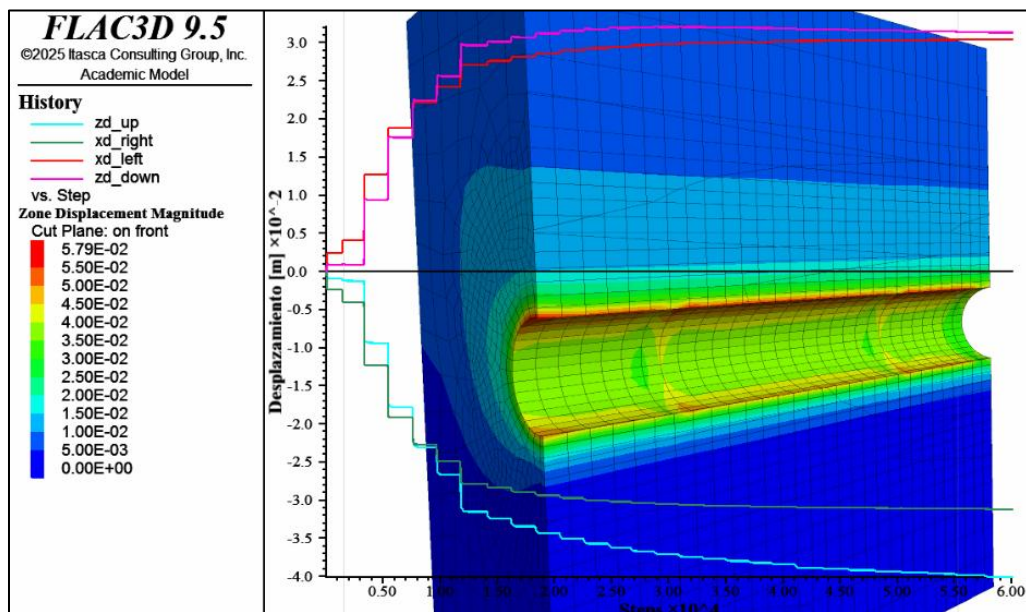 FLAC3D 9.5
©2025 Itasca Consulting Group, Inc.
Academic Model
History
zd_up
xd_right
xd_left
zd_down
vs. Step
Zone Displacement Magnitude
Cut Plane: on front
5.79E-02
5.50E-02
5.00E-02
4.50E-02
4.00E-02
3.50E-02
3.00E-02
2.50E-02
2.00E-02
1.50E-02
1.00E-02
5.00E-03
0.00E+00
Desplazamiento [m] ×10^-2
3.0
2.5
2.0
1.5
1.0
0.5
0.0
-0.5
-1.0
-1.5
-2.0
-2.5
-3.0
-3.5
-4.0
0.50
1.00
1.50
2.00
2.50
3.00
3.50
4.00
4.50
5.00
5.50
6.00
Steps ×10^4